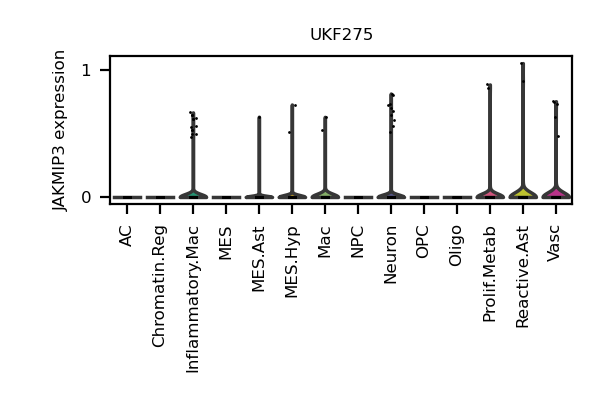 UKF275
JAKMIP3 expression
1
0
AC
Chromatin.Reg
Inflammatory.Mac
MES
MES.Ast
MES.Hyp
Mac
NPC
Neuron
OPC
Oligo
Prolif.Metab
Reactive.Ast
Vasc